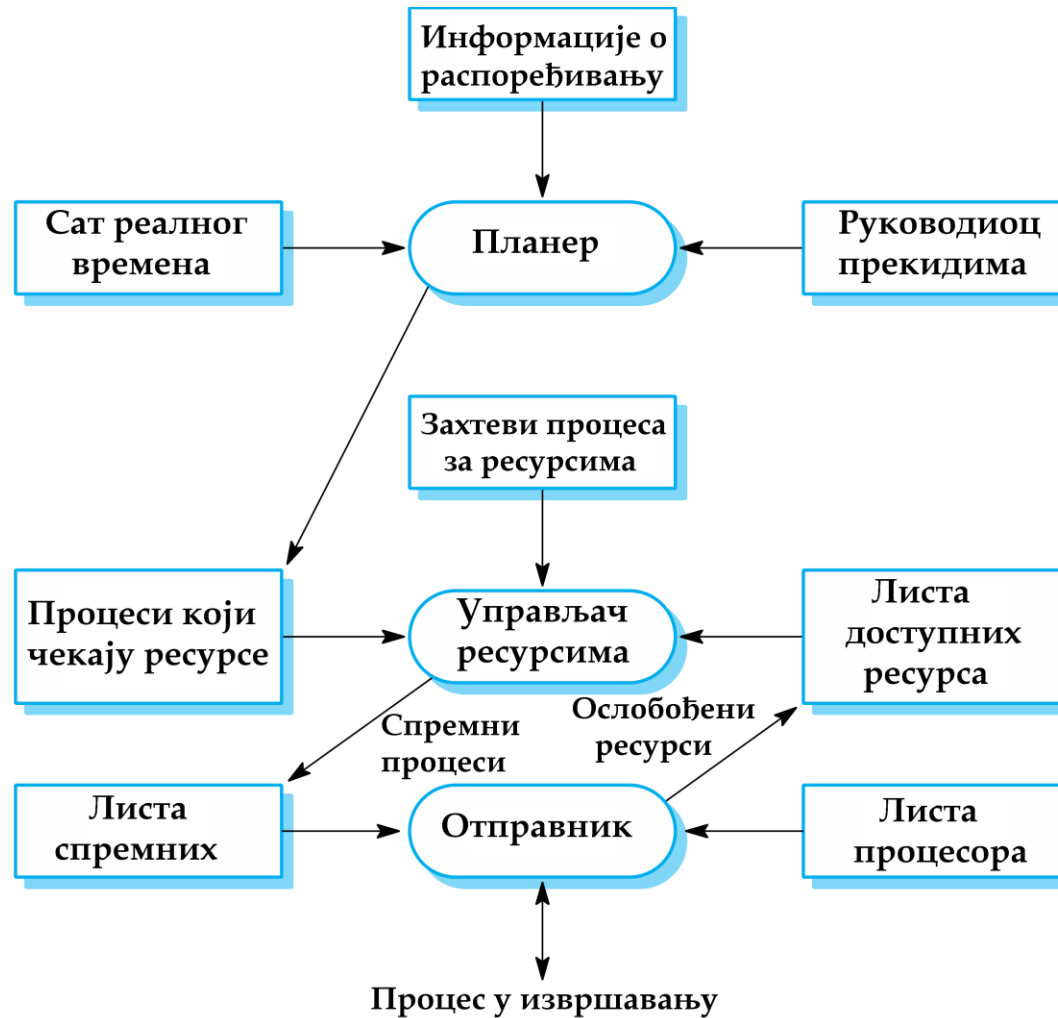 Информације о
распоређивању
Сат реалног
времена
Планер
Руководиоц
прекидима
Захтеви процеса
за ресурсима
Процеси који
чекају ресурсе
Управљач
ресурсима
Листа
доступних
ресурса
Спремни
процеси
Ослобођени
ресурси
Листа
спремних
Отправник
Листа
процесора
Процес у извршавању